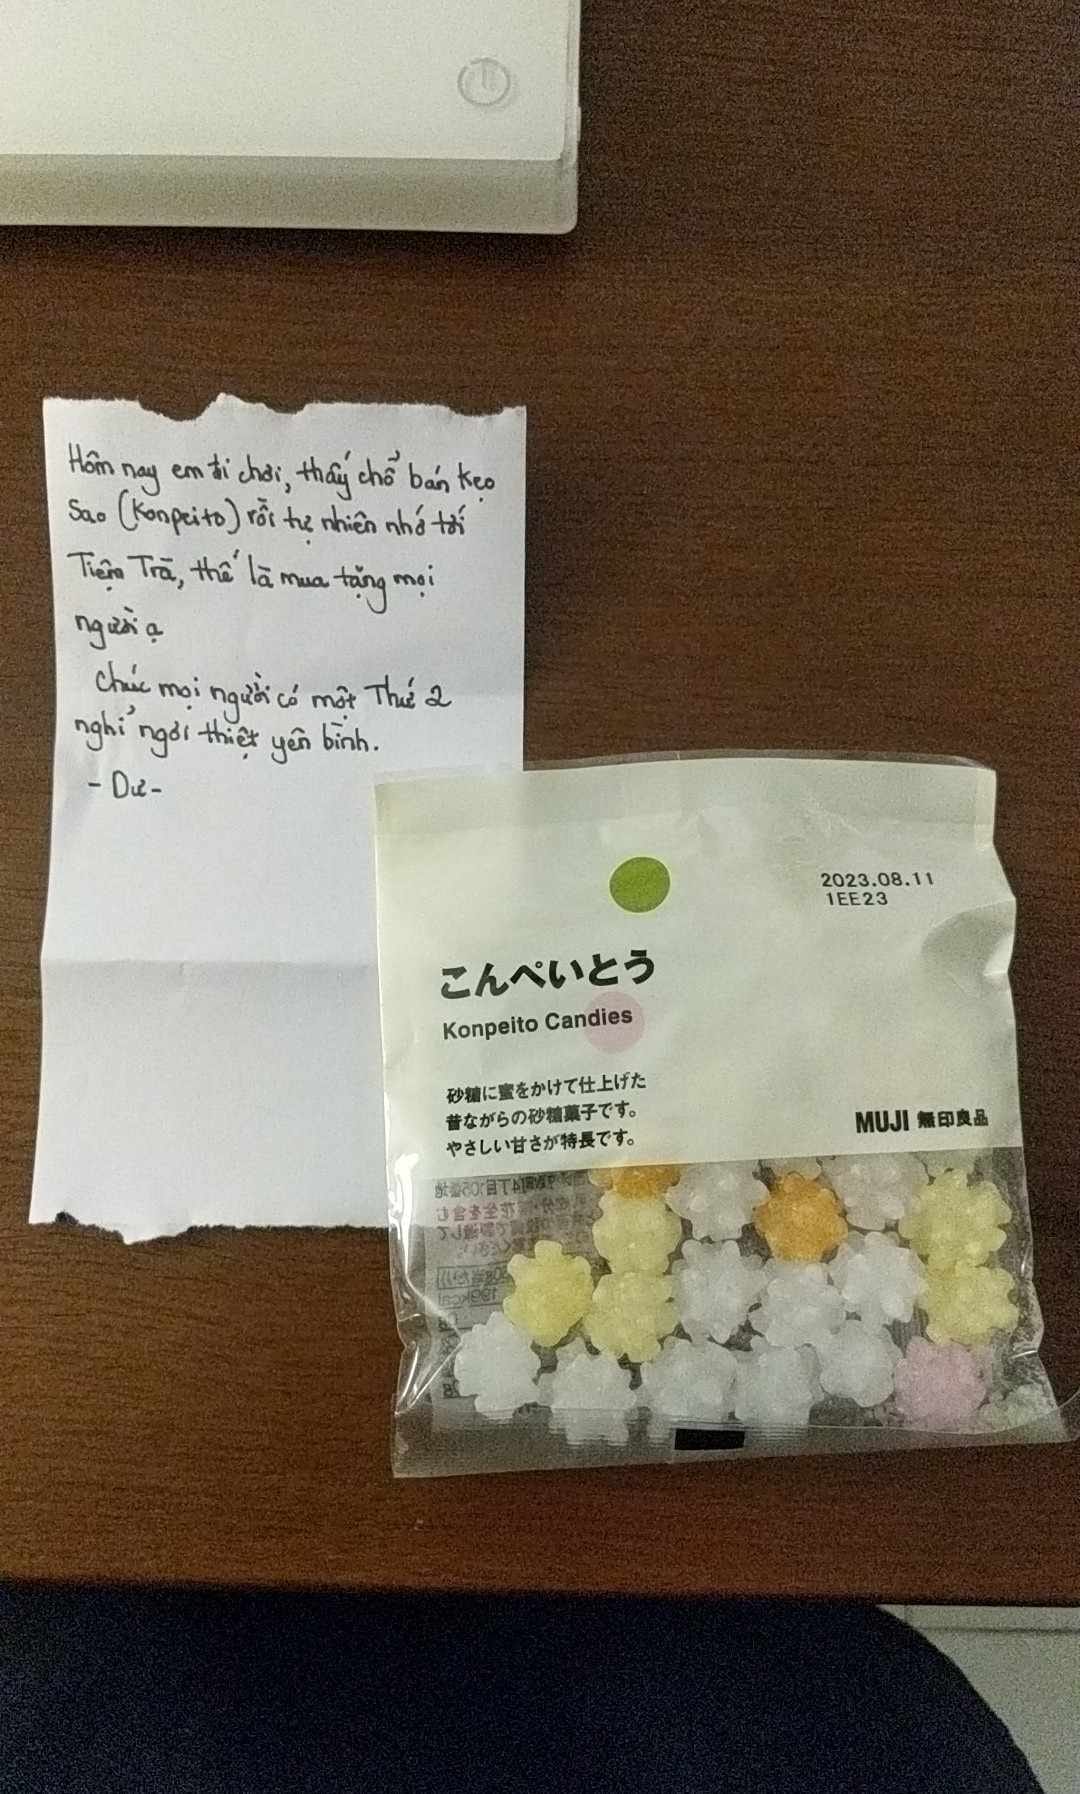 Hôm nay em đi chơi, thấy chổ bán kẹo
Sao (Konpeito) rồi tự nhiên nhớ tới
Tiệm Trà, thế là mua tặng mọi
người ạ
Chúc mọi người có một Thứ 2
nghỉ ngơi thiệt yên bình.
- Dư -
2023.08.11
1EE23
こんぺいとう
Konpeito Candies
砂糖に蜜をかけて仕上げた
昔ながらの砂糖菓子です。
やさしい甘さが特長です。
MUJI 無印良品